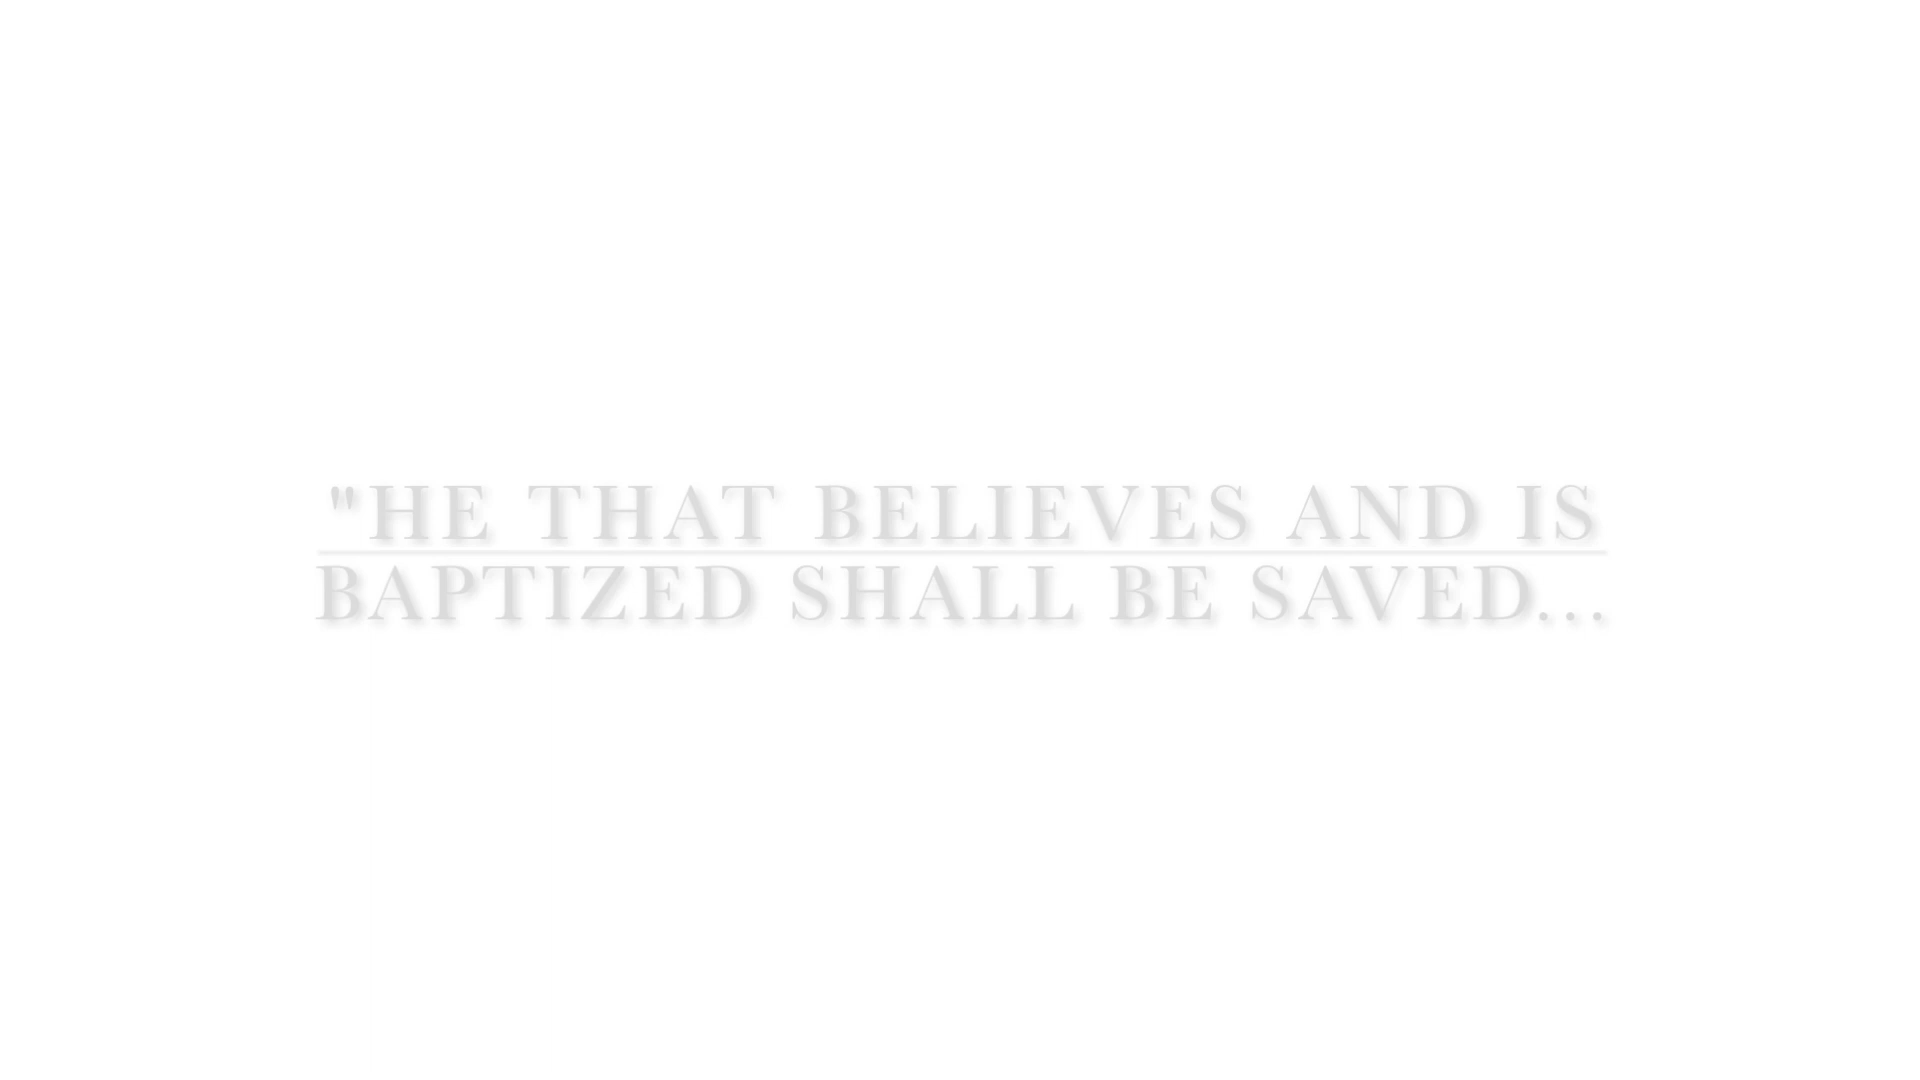 "HE THAT BELIEVES AND IS
BAPTIZED SHALL BE SAVED...